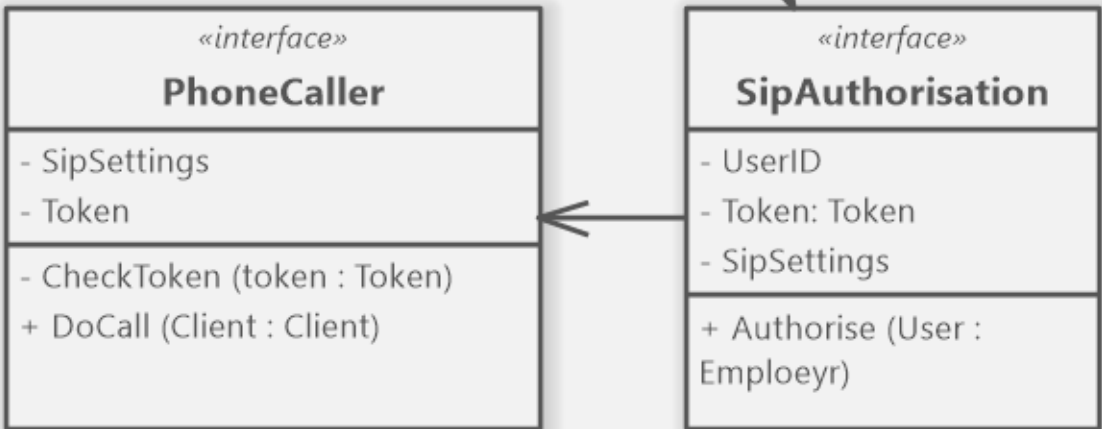 «interface»
PhoneCaller
- SipSettings
- Token
- CheckToken (token : Token)
+ DoCall (Client : Client)
«interface»
SipAuthorisation
- UserID
- Token: Token
- SipSettings
+ Authorise (User :
Emploeyr)